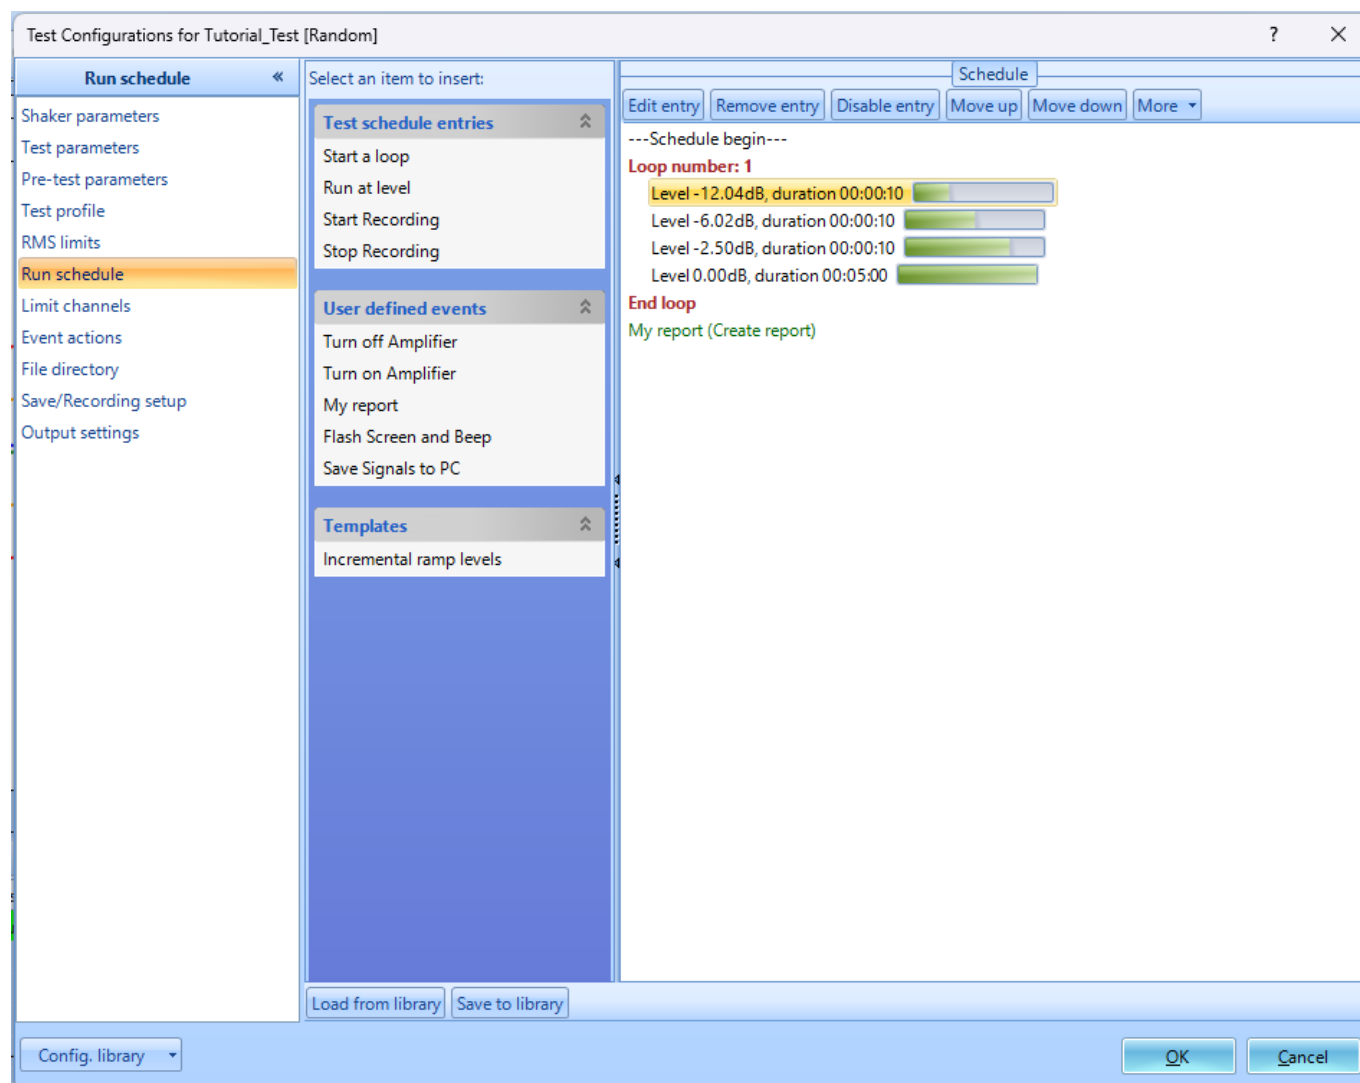 Test Configurations for Tutorial_Test [Random]
?
Run schedule
Shaker parameters
Test parameters
Pre-test parameters
Test profile
RMS limits
Run schedule
Limit channels
Event actions
File directory
Save/Recording setup
Output settings
Select an item to insert:
Test schedule entries
Start a loop
Run at level
Start Recording
Stop Recording
User defined events
Turn off Amplifier
Turn on Amplifier
My report
Flash Screen and Beep
Save Signals to PC
Templates
Incremental ramp levels
Load from library Save to library
Schedule
Edit entry Remove entry Disable entry Move up Move down More
---Schedule begin---
Loop number: 1
Level -12.04dB, duration 00:00:10
Level -6.02dB, duration 00:00:10
Level -2.50dB, duration 00:00:10
Level 0.00dB, duration 00:05:00
End loop
My report (Create report)
Config. library
OK Cancel